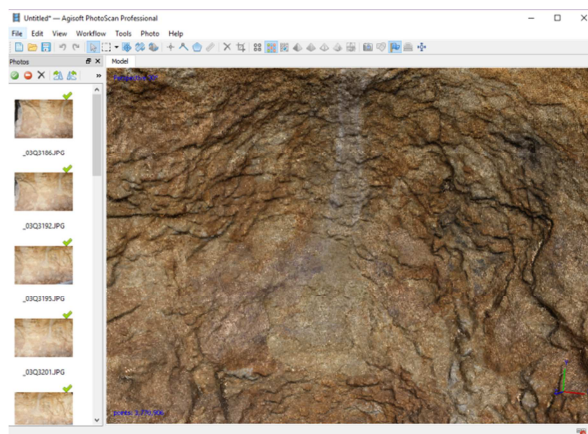 Untitled* — Agisoft PhotoScan Professional
File Edit View Workflow Tools Photo Help
Photos
Model
_03Q3186.JPG
_03Q3192.JPG
_03Q3195.JPG
_03Q3201.JPG